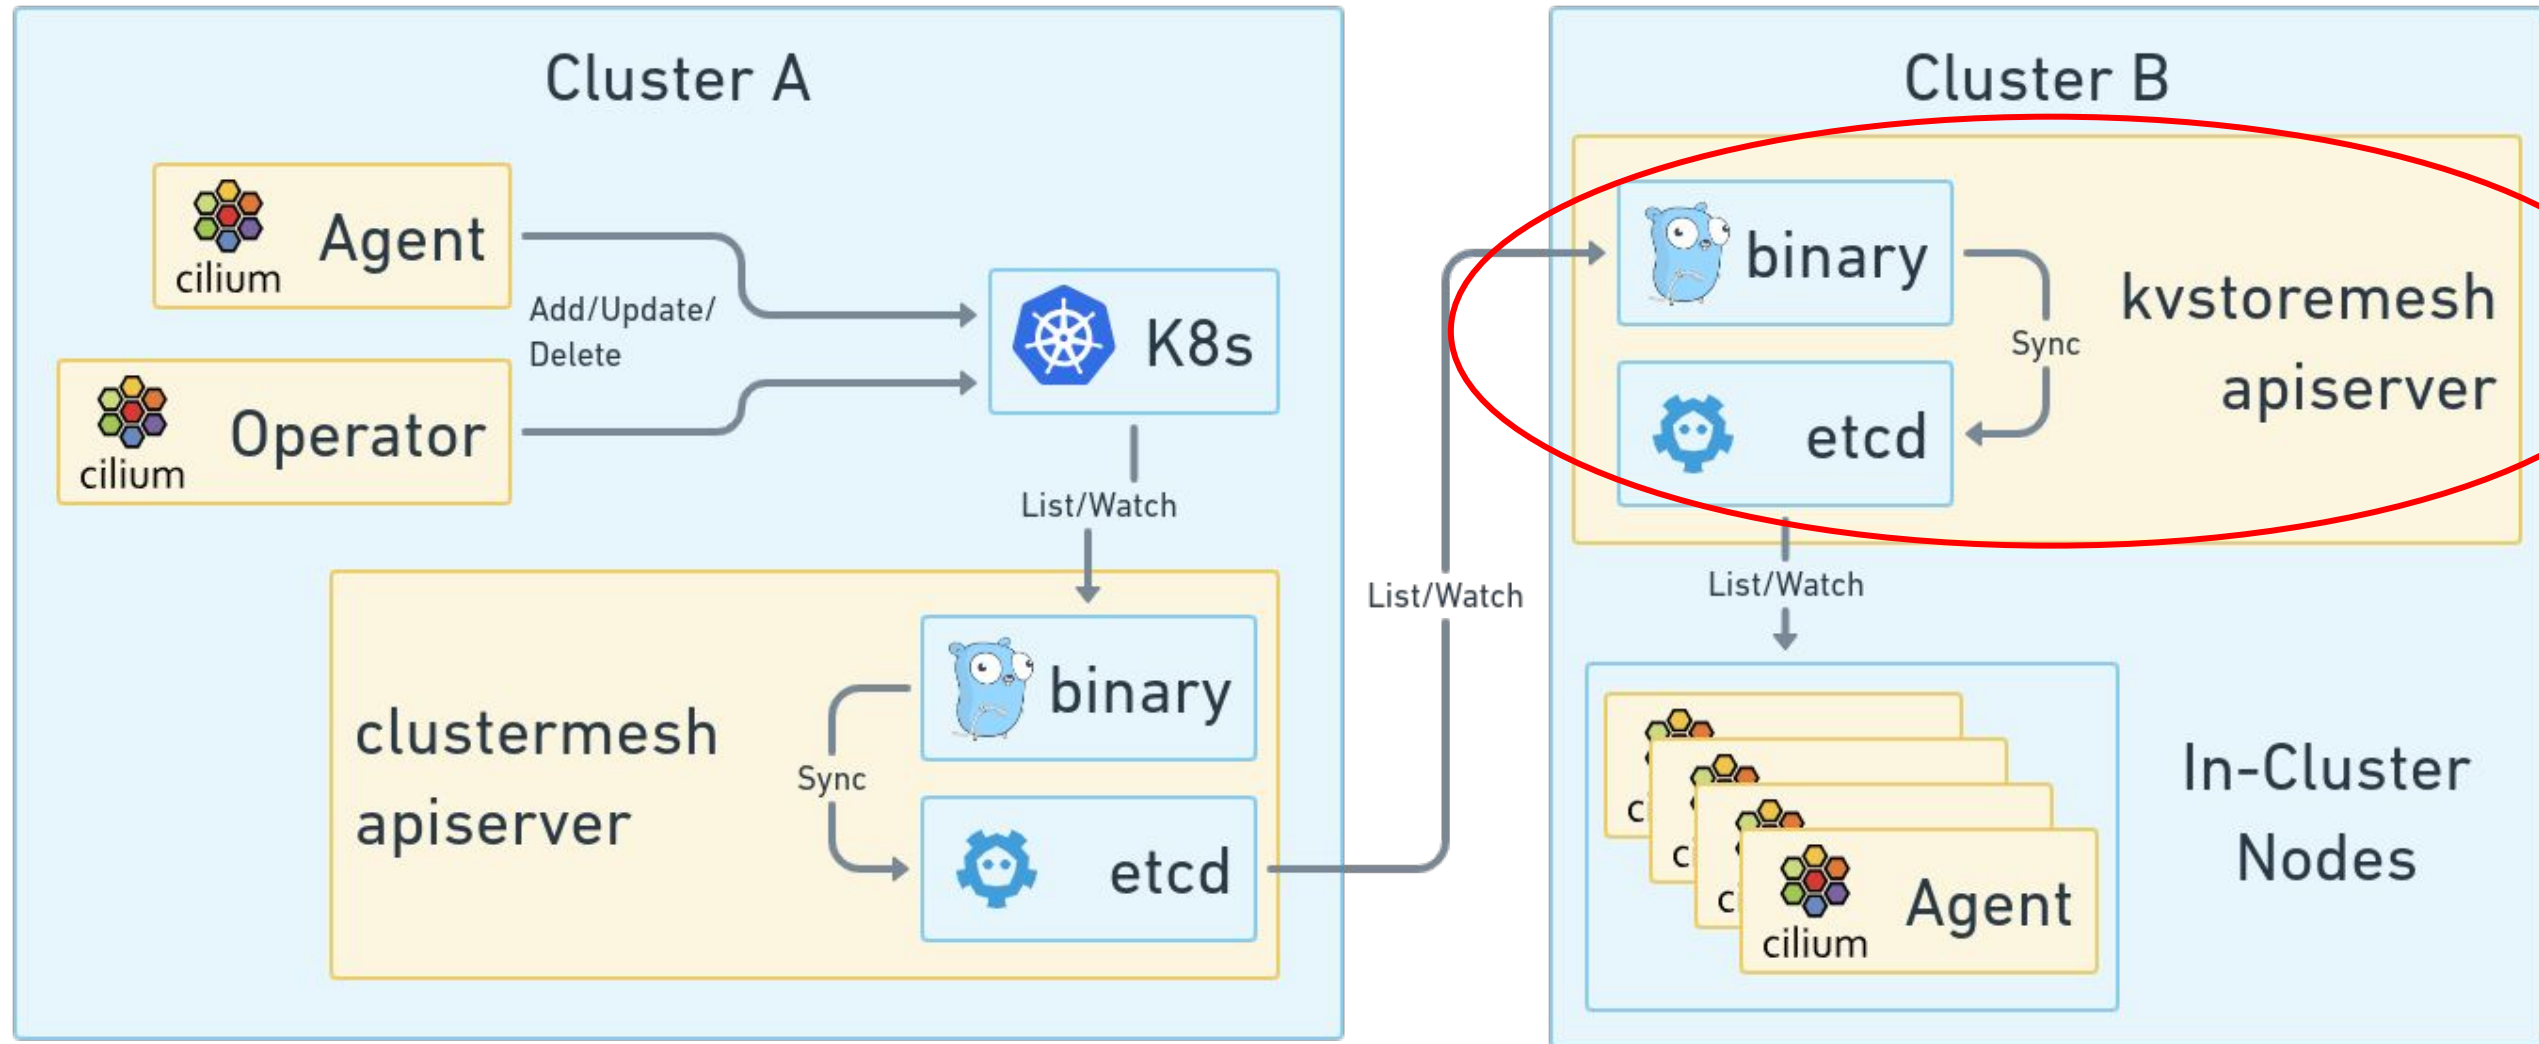 Cluster A
cilium
Agent
Add/Update/
Delete
cilium
Operator
K8s
List/Watch
clustermesh
apiserver
binary
Sync
etcd
List/Watch
Cluster B
binary
Sync
etcd
kvstoremesh
apiserver
List/Watch
c
c
c
cilium
Agent
In-Cluster
Nodes